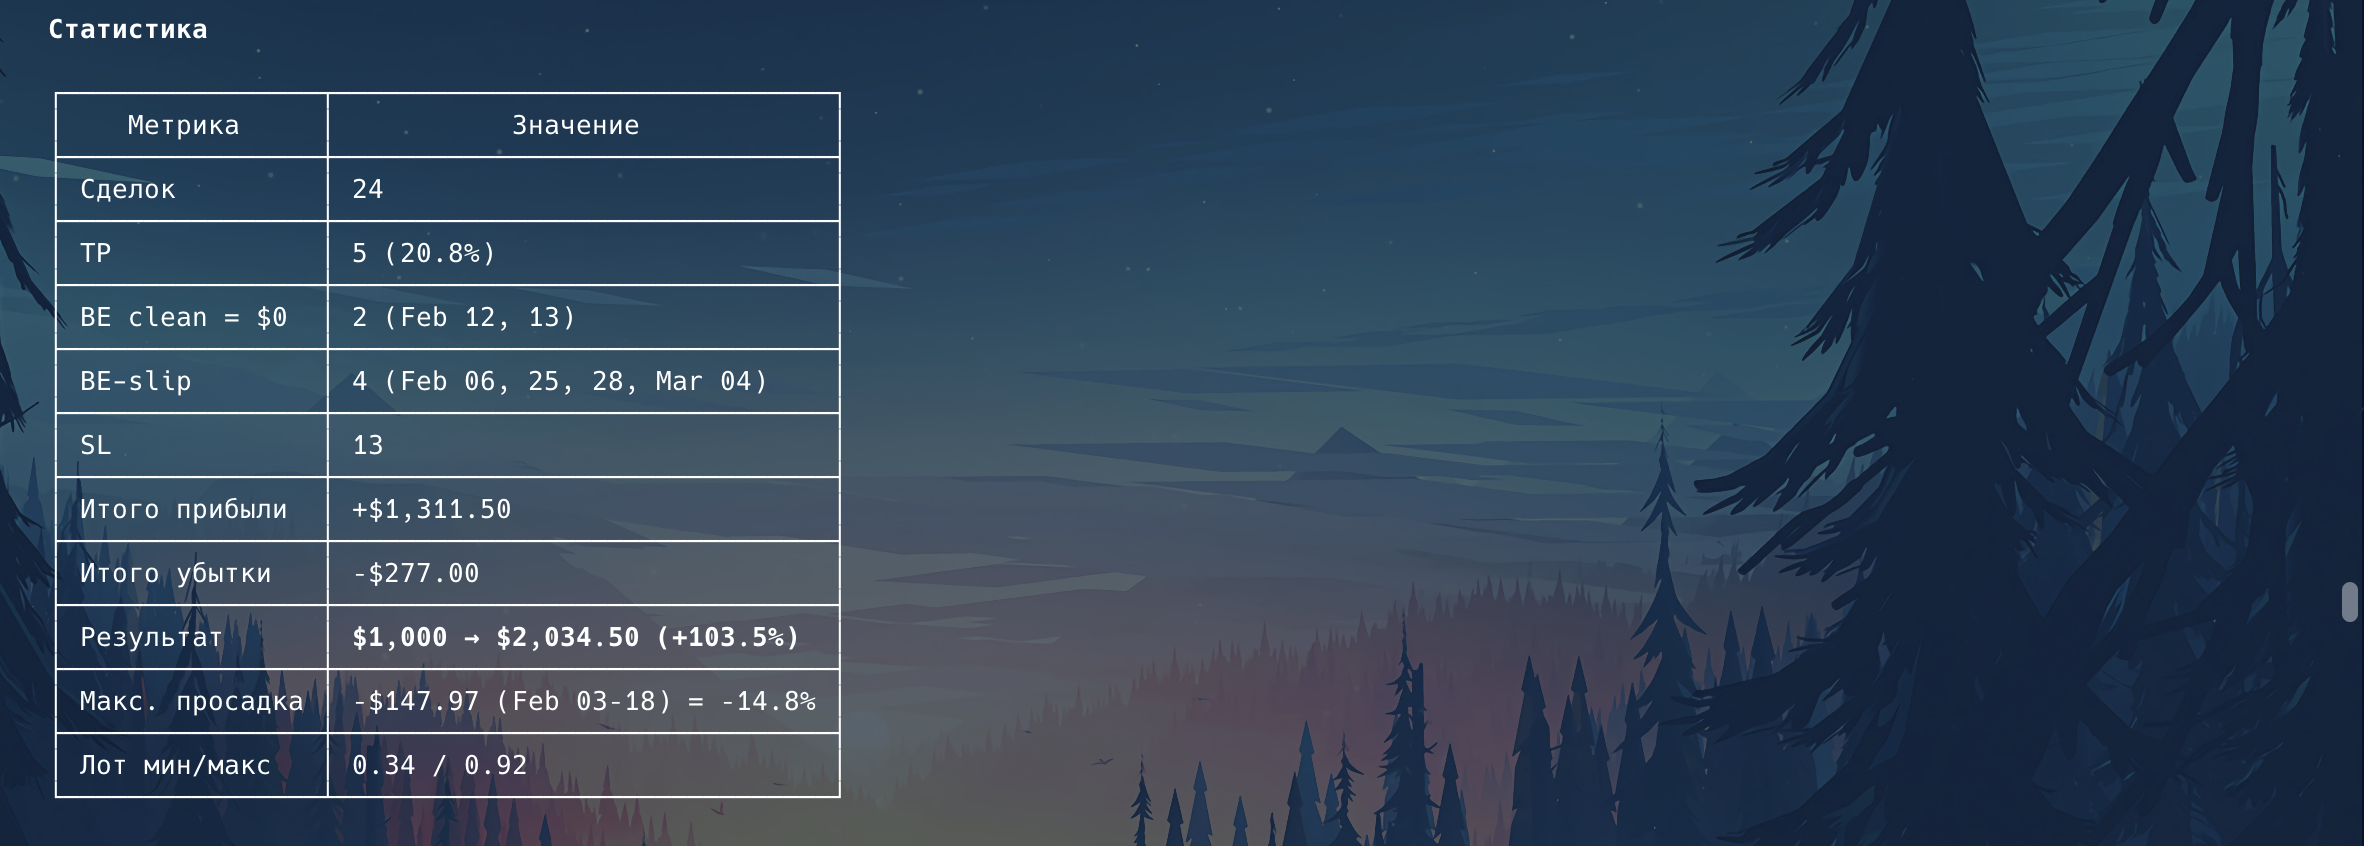 Статистика
Метрика Значение
Сделок 24
TP 5 (20.8%)
BE clean = $0 2 (Feb 12, 13)
BE-slip 4 (Feb 06, 25, 28, Mar 04)
SL 13
Итого прибыли +$1,311.50
Итого убытки -$277.00
Результат $1,000 → $2,034.50 (+103.5%)
Макс. просадка -$147.97 (Feb 03-18) = -14.8%
Лот мин/макс 0.34 / 0.92